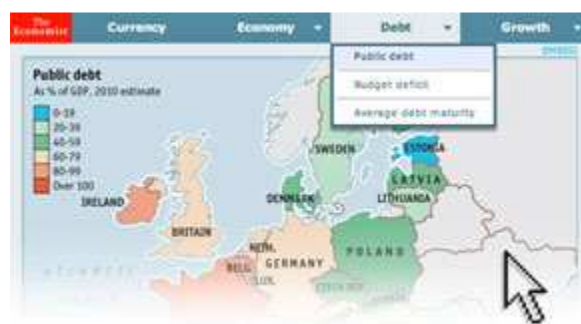 The Economist
Currency Economy Debt Growth
Public debt
Budget deficit
Average debt maturity
Public debt
As % of GDP, 2010 estimate
0-19
20-39
40-59
60-79
80-99
Over 100
SWEDEN
ESTONIA
LATVIA
LITHUANIA
DENMARK
IRELAND
BRITAIN
NETH.
POLAND
BELG.
GERMANY
LUX.